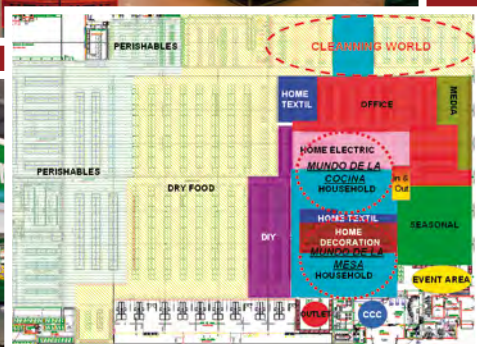 PERISHABLES
CLEANNING WORLD
HOME
TEXTIL
OFFICE
MEDIA
HOME ELECTRIC
MUNDO DE LA
COCINA
HOUSEHOLD
n &
Out
PERISHABLES
DRY FOOD
DIY
HOME TEXTIL
HOME
DECORATION
MUNDO DE LA
MESA
HOUSEHOLD
SEASONAL
EVENT AREA
OUTLET
CCC